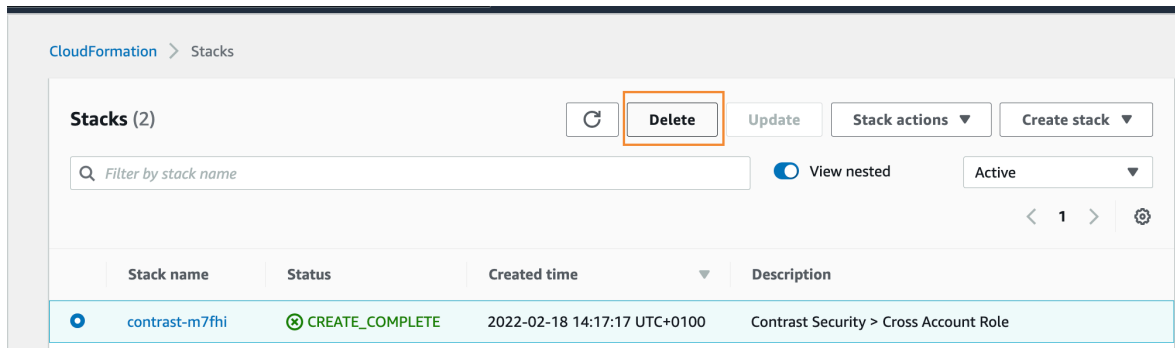 CloudFormation > Stacks
Stacks (2)
Delete
Update
Stack actions
Create stack
Filter by stack name
View nested
Active
1
Stack name Status Created time Description
contrast-m7fhi CREATE_COMPLETE 2022-02-18 14:17:17 UTC+0100 Contrast Security > Cross Account Role